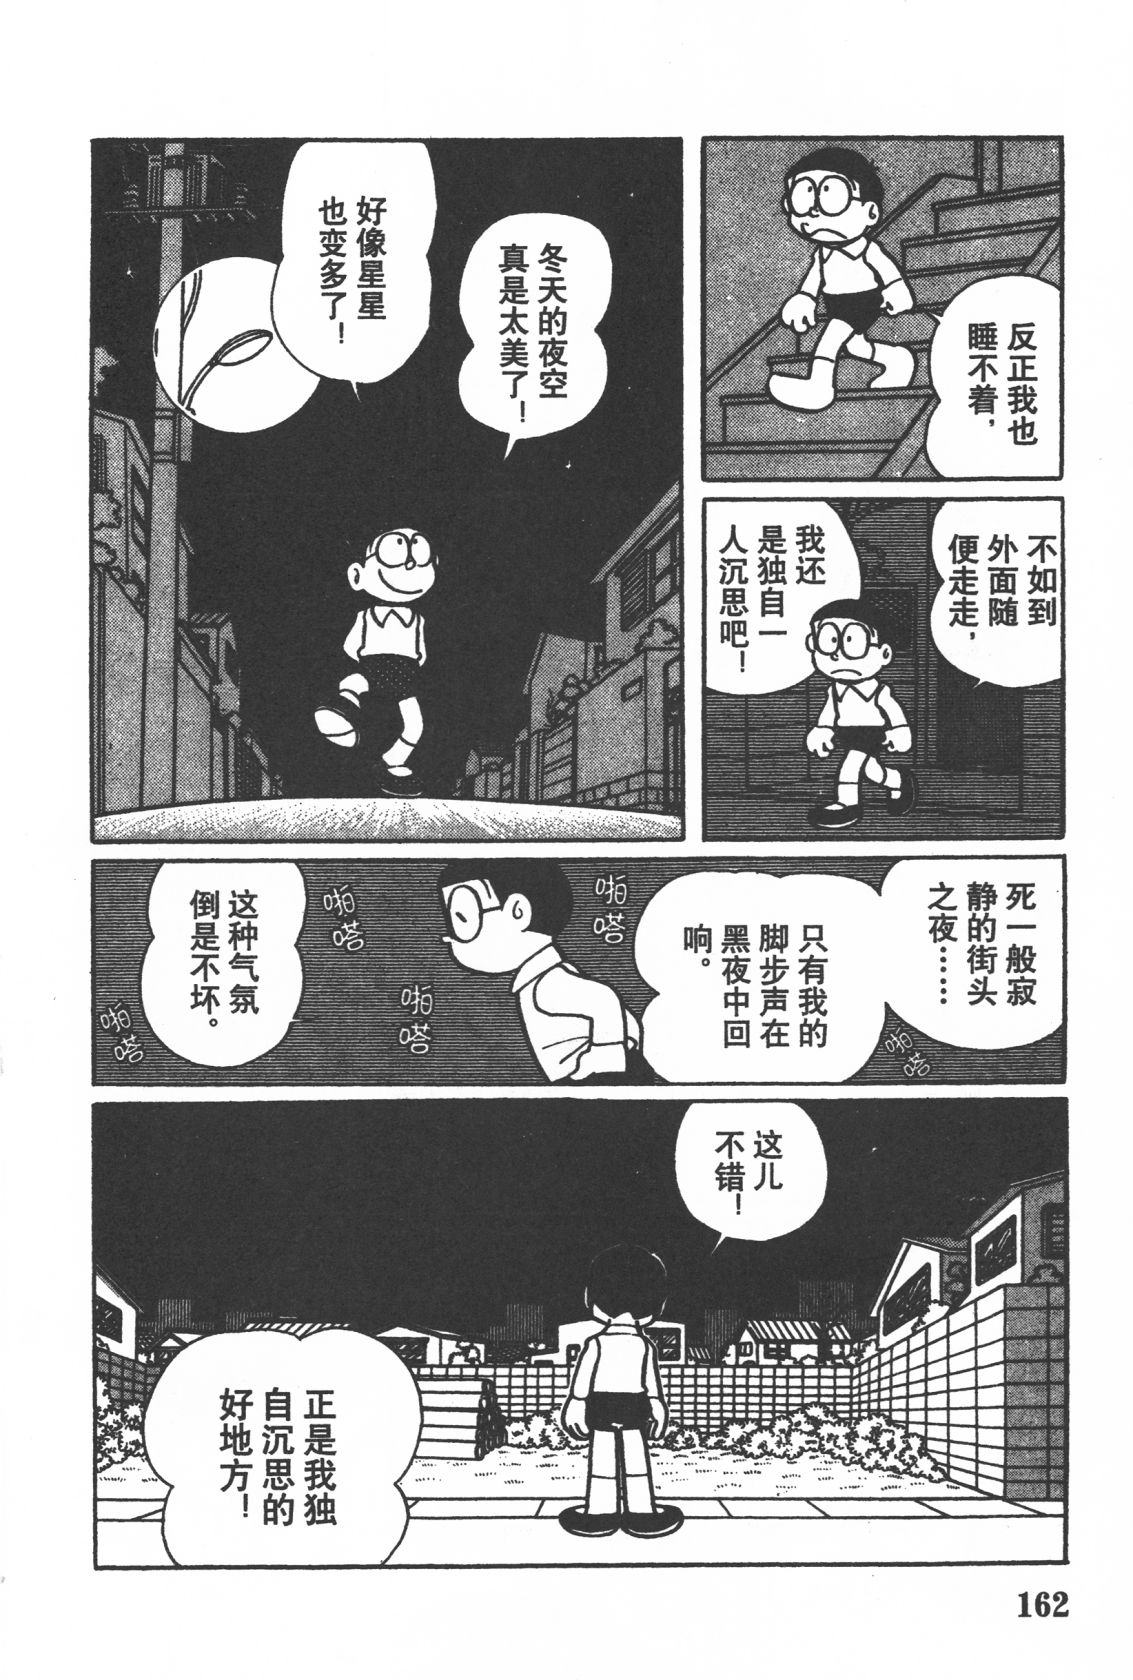 反正我也
睡不着，
不如到
外面随
便走走，
我还
是独自一
人沉思吧！
冬天的夜空
真是太美了！
好像星星
也变多了！
死一般寂
静的街头
之夜……
只有我的
脚步声在
黑夜中回
响。
这种气氛
倒是不坏。
啪嗒
啪嗒
啪嗒
啪嗒
啪嗒
这儿
不错！
正是我独
自沉思的
好地方！
162